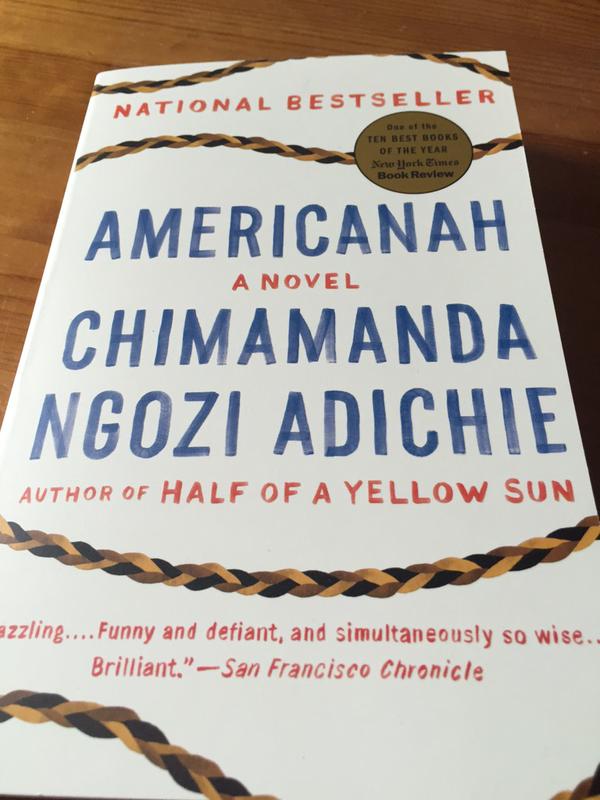 NATIONAL BESTSELLER
One of the
TEN BEST BOOKS
OF THE YEAR
New York Times
Book Review
AMERICANAH
A NOVEL
CHIMAMANDA
NGOZI ADICHIE
AUTHOR OF HALF OF A YELLOW SUN
azzling....Funny and defiant, and simultaneously so wise..
Brilliant."—San Francisco Chronicle